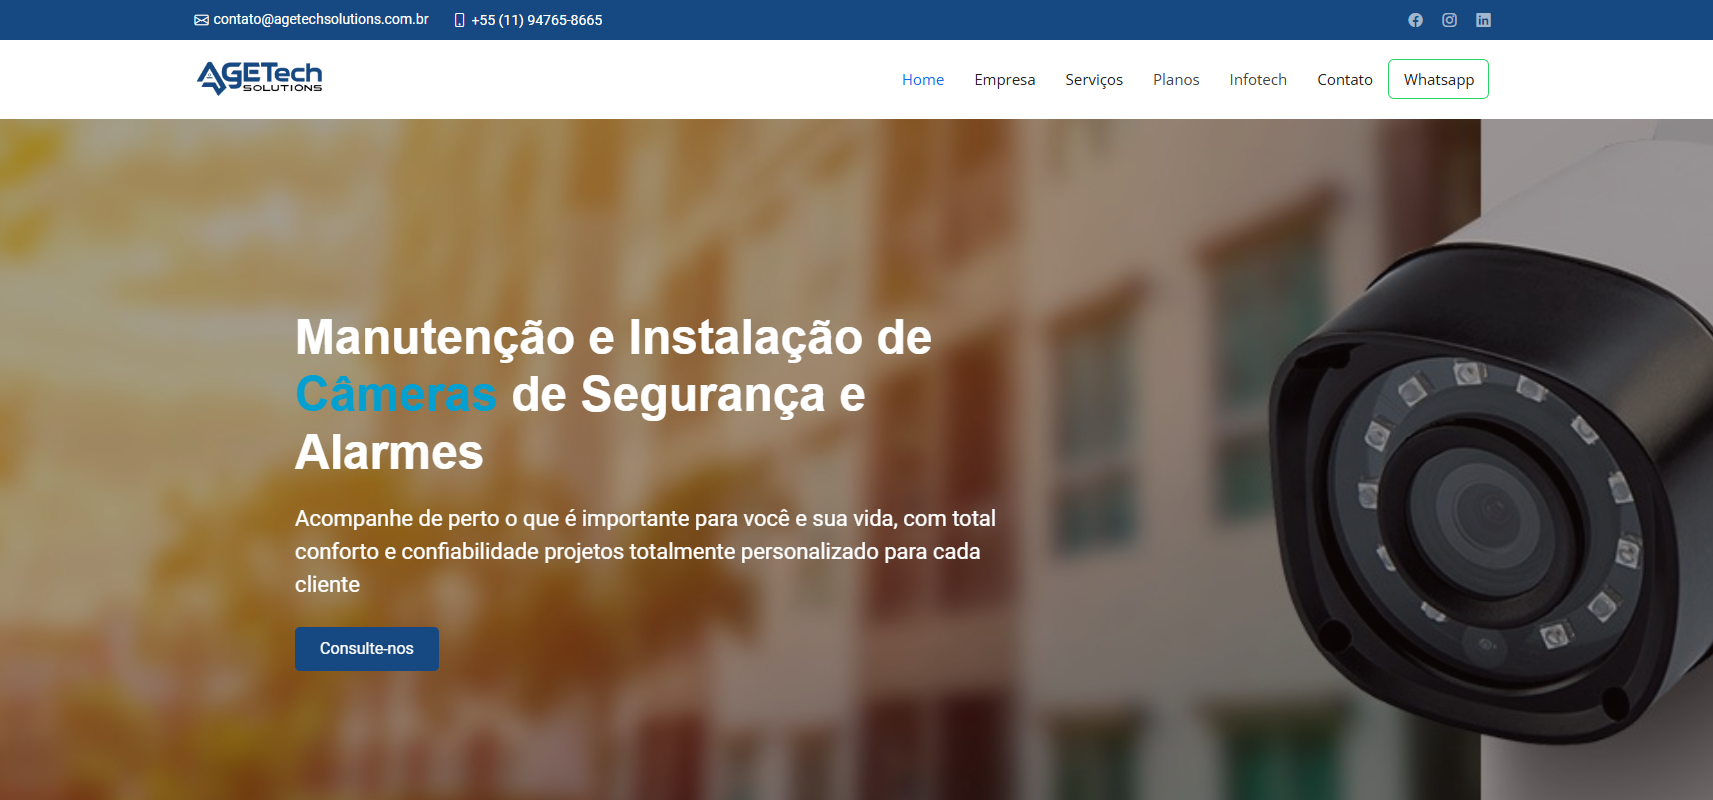 contato@agetechsolutions.com.br +55 (11) 94765-8665
AGETech
SOLUTIONS
Home Empresa Serviços Planos Infotech Contato Whatsapp
Manutenção e Instalação de
Câmeras de Segurança e
Alarmes
Acompanhe de perto o que é importante para você e sua vida, com total
conforto e confiabilidade projetos totalmente personalizado para cada
cliente
Consulte-nos